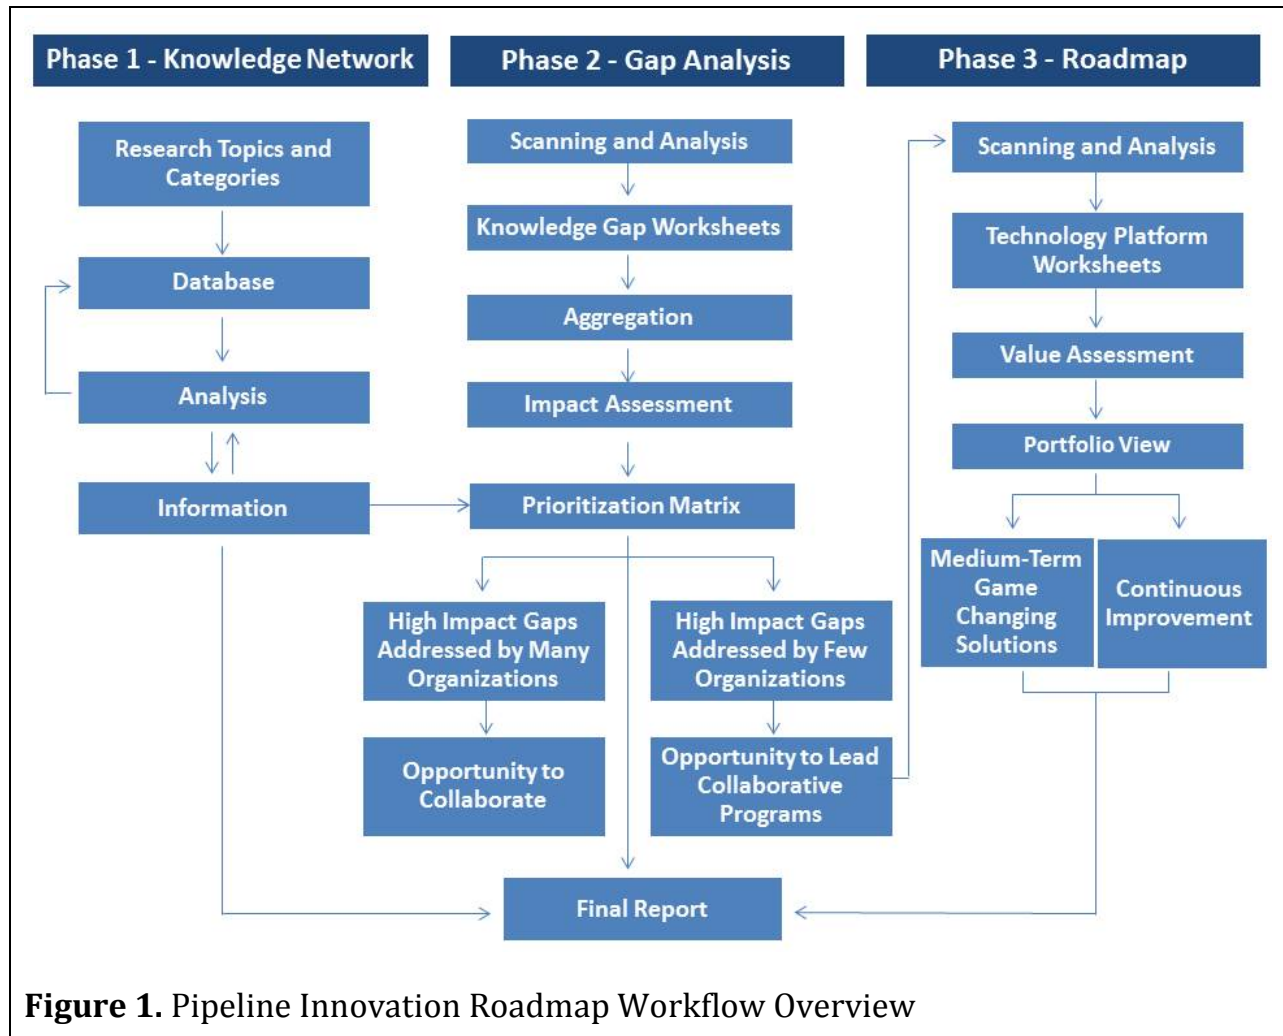 Phase 1 - Knowledge Network
Phase 2 - Gap Analysis
Phase 3 - Roadmap
Research Topics and
Categories
Database
Analysis
Information
Scanning and Analysis
Knowledge Gap Worksheets
Aggregation
Impact Assessment
Prioritization Matrix
High Impact Gaps
Addressed by Many
Organizations
Opportunity to
Collaborate
High Impact Gaps
Addressed by Few
Organizations
Opportunity to Lead
Collaborative
Programs
Scanning and Analysis
Technology Platform
Worksheets
Value Assessment
Portfolio View
Medium-Term
Game
Changing
Solutions
Continuous
Improvement
Final Report
Figure 1. Pipeline Innovation Roadmap Workflow Overview